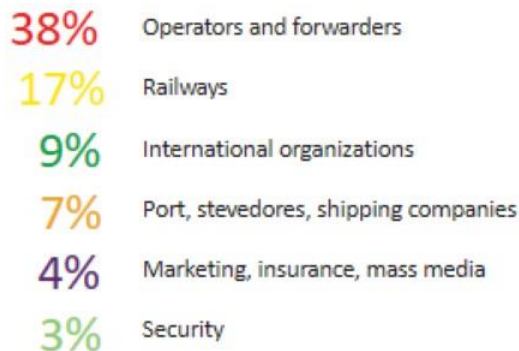 38% Operators and forwarders
17% Railways
9% International organizations
7% Port, stevedores, shipping companies
4% Marketing, insurance, mass media
3% Security